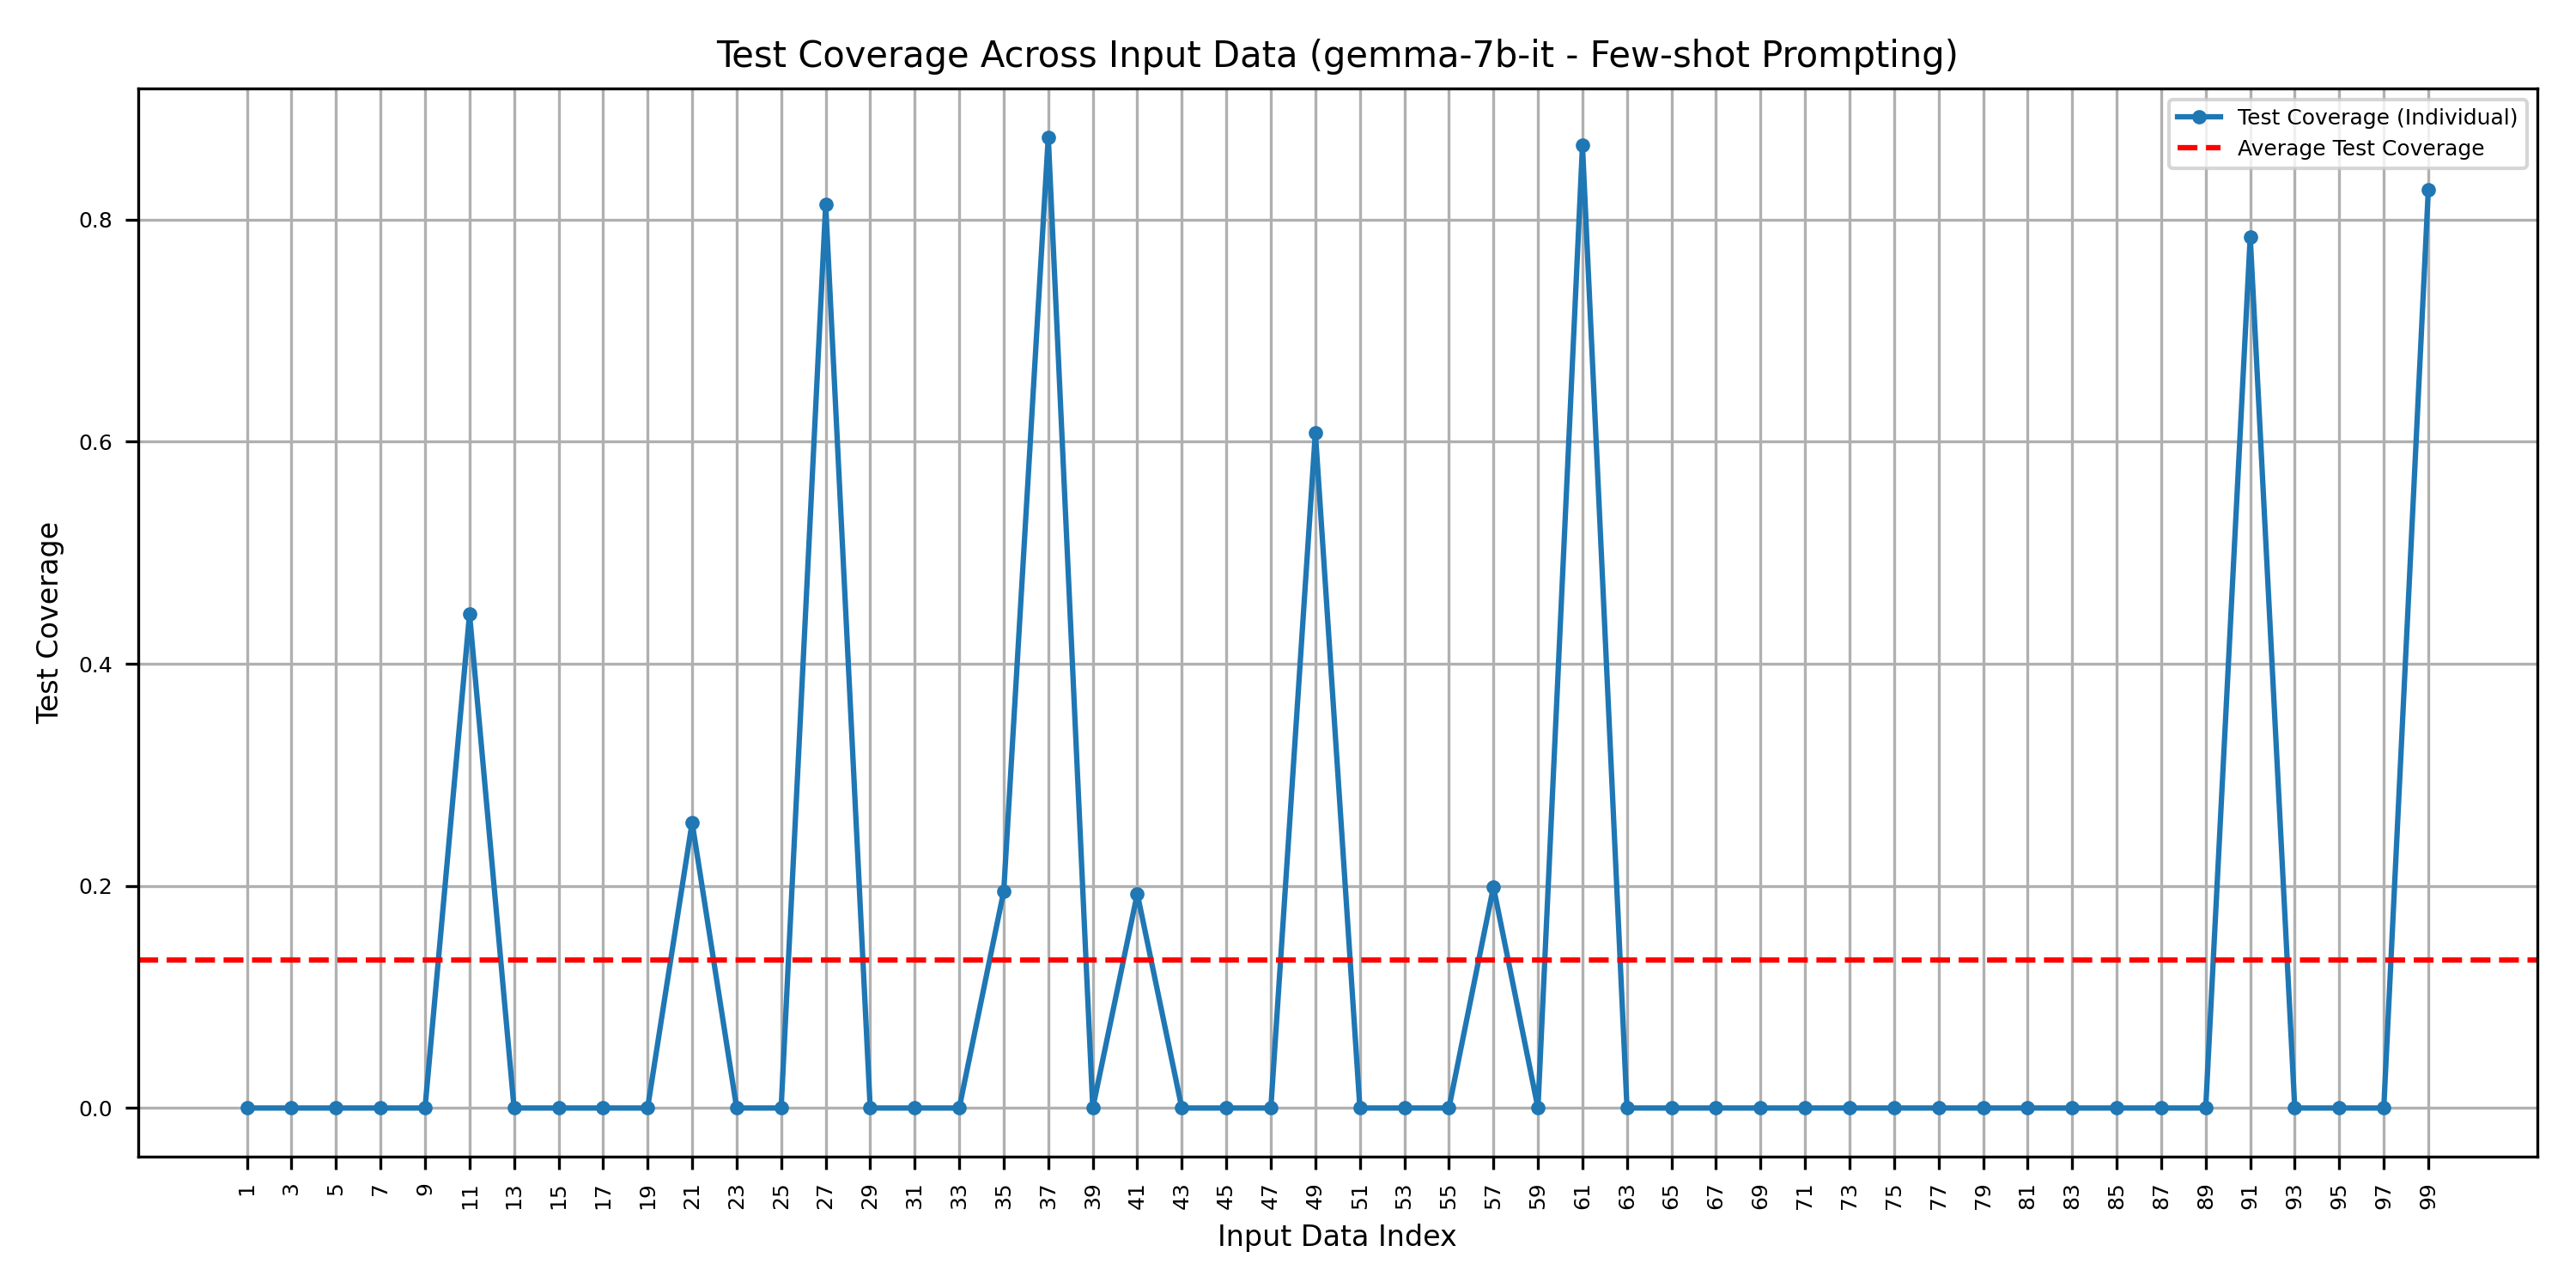 Test Coverage Across Input Data (gemma-7b-it - Few-shot Prompting)
Test Coverage (Individual)
Average Test Coverage
0.8
0.6
0.4
0.2
0.0
Test Coverage
1 3 5 7 9 11 13 15 17 19 21 23 25 27 29 31 33 35 37 39 41 43 45 47 49 51 53 55 57 59 61 63 65 67 69 71 73 75 77 79 81 83 85 87 89 91 93 95 97 99
Input Data Index